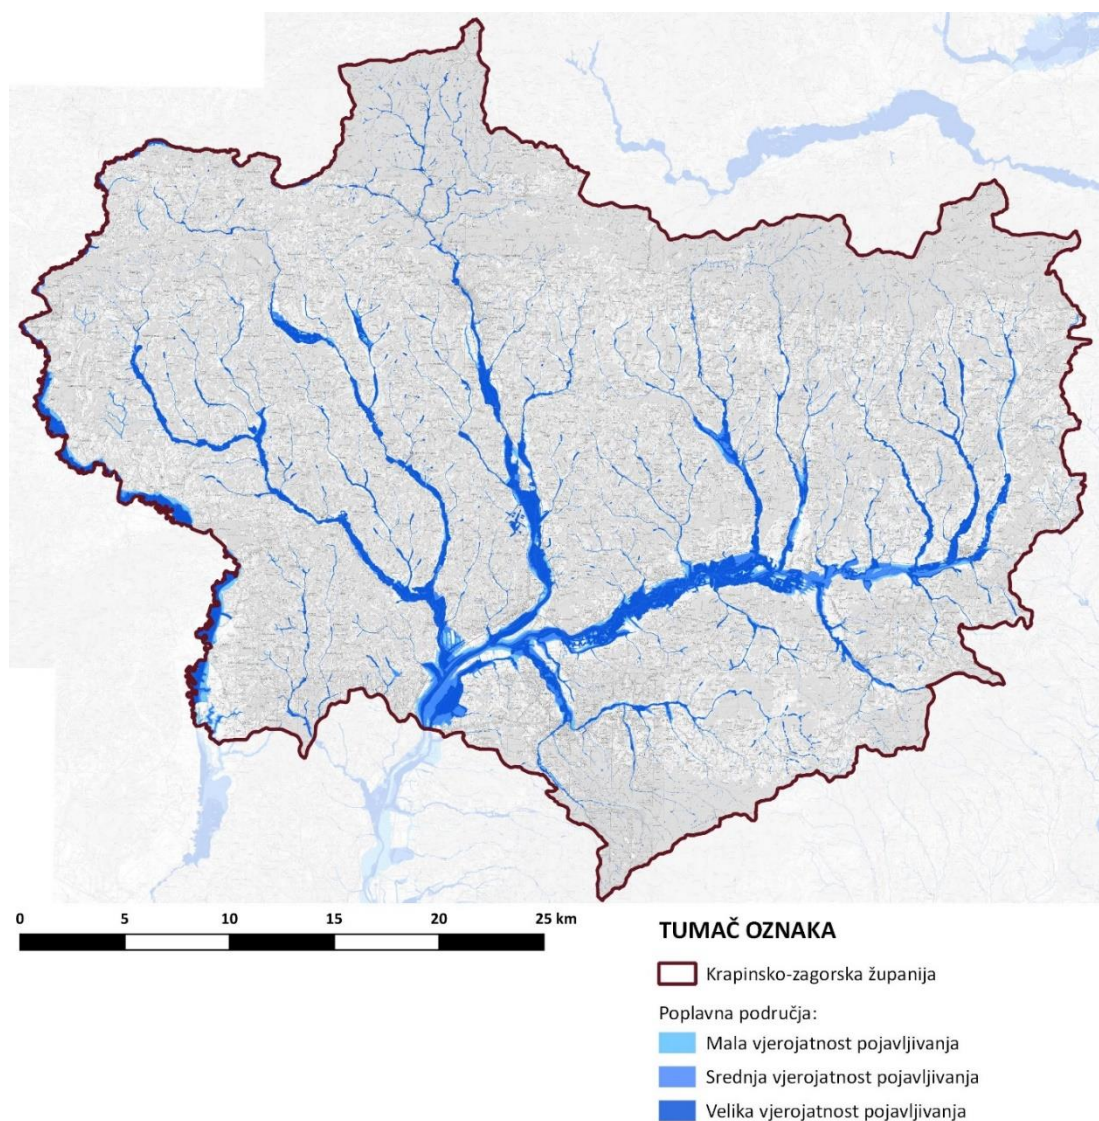 0 5 10 15 20 25 km
TUMAČ OZNAKA
Krapinsko-zagorska županija
Poplavna područja:
Mala vjerojatnost pojavljivanja
Srednja vjerojatnost pojavljivanja
Velika vjerojatnost pojavljivanja